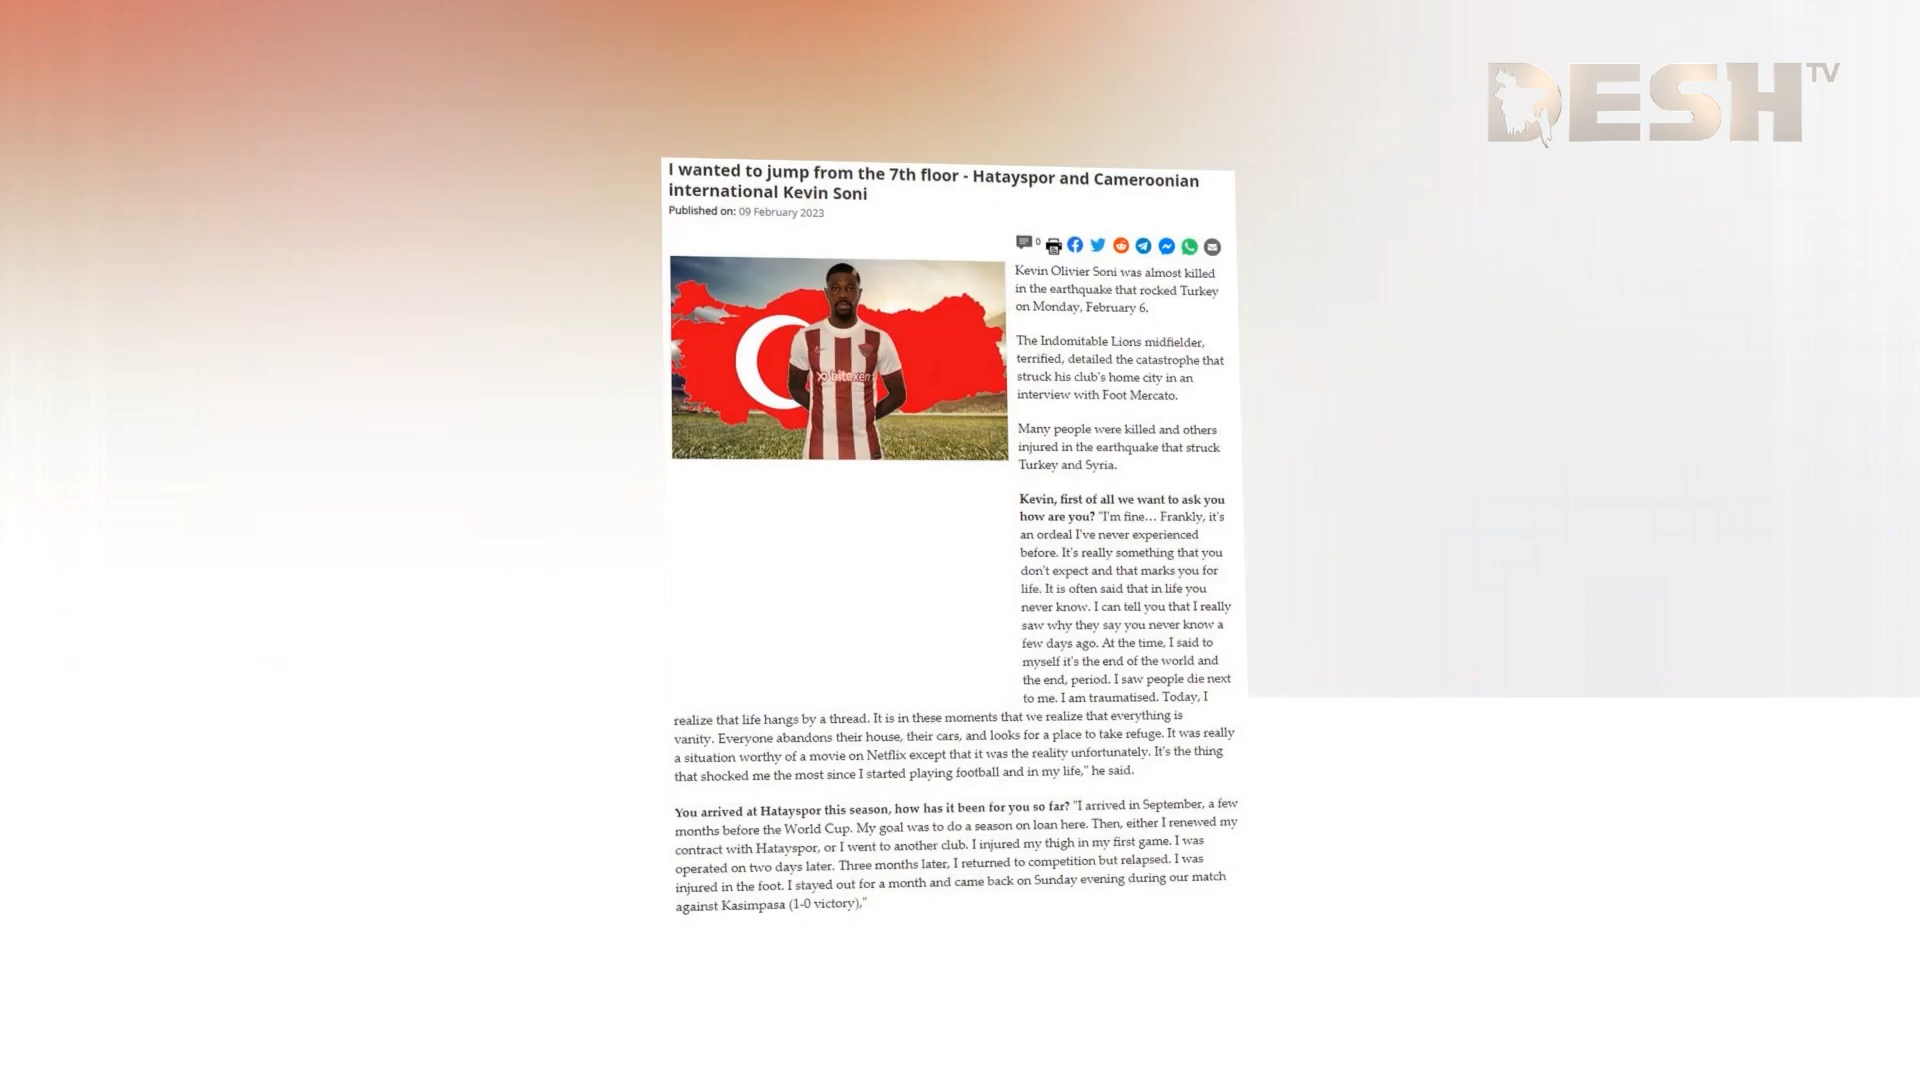 DESH TV
I wanted to jump from the 7th floor - Hatayspor and Cameroonian
international Kevin Soni
Published on: 09 February 2023
0
bitexen
Kevin Olivier Soni was almost killed
in the earthquake that rocked Turkey
on Monday, February 6.
The Indomitable Lions midfielder,
terrified, detailed the catastrophe that
struck his club's home city in an
interview with Foot Mercato.
Many people were killed and others
injured in the earthquake that struck
Turkey and Syria.
Kevin, first of all we want to ask you
how are you? "I'm fine... Frankly, it's
an ordeal I've never experienced
before. It's really something that you
don't expect and that marks you for
life. It is often said that in life you
never know. I can tell you that I really
saw why they say you never know a
few days ago. At the time, I said to
myself it's the end of the world and
the end, period. I saw people die next
to me. I am traumatised. Today, I
realize that life hangs by a thread. It is in these moments that we realize that everything is
vanity. Everyone abandons their house, their cars, and looks for a place to take refuge. It was really
a situation worthy of a movie on Netflix except that it was the reality unfortunately. It's the thing
that shocked me the most since I started playing football and in my life," he said.
You arrived at Hatayspor this season, how has it been for you so far? "I arrived in September, a few
months before the World Cup. My goal was to do a season on loan here. Then, either I renewed my
contract with Hatayspor, or I went to another club. I injured my thigh in my first game. I was
operated on two days later. Three months later, I returned to competition but relapsed. I was
injured in the foot. I stayed out for a month and came back on Sunday evening during our match
against Kasimpasa (1-0 victory),"